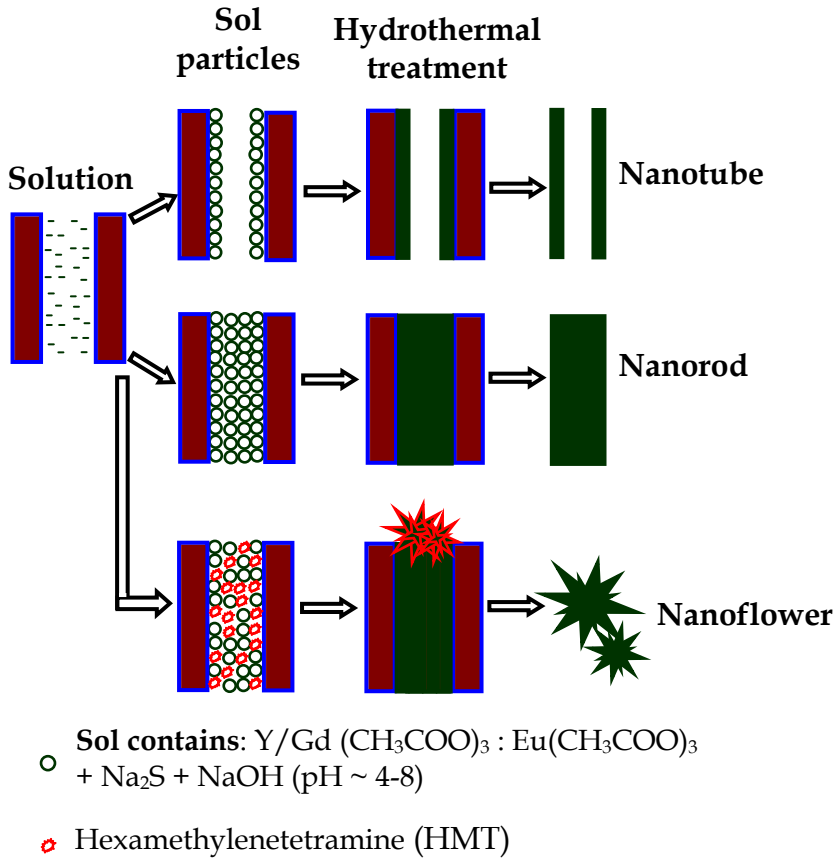 Sol
particles
Hydrothermal
treatment
Solution
Nanotube
Nanorod
Nanoflower
Sol contains: Y/Gd (CH₃COO)₃ : Eu(CH₃COO)₃
+ Na₂S + NaOH (pH ~ 4-8)
Hexamethylenetetramine (HMT)